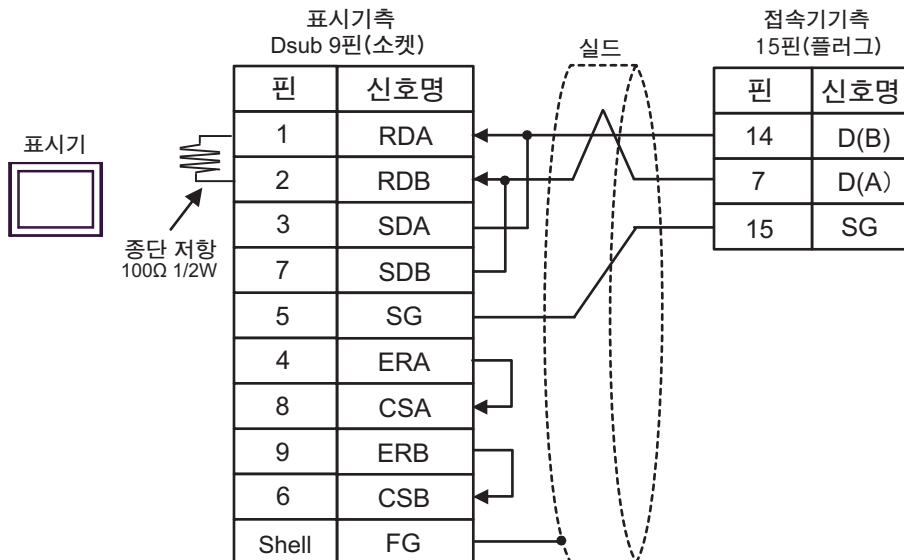 표시기측
Dsub 9핀(소켓)
실드
접속기기측
15핀(플러그)
표시기
종단 저항
100Ω 1/2W
핀 신호명
1 RDA
2 RDB
3 SDA
7 SDB
5 SG
4 ERA
8 CSA
9 ERB
6 CSB
Shell FG
핀 신호명
14 D(B)
7 D(A)
15 SG